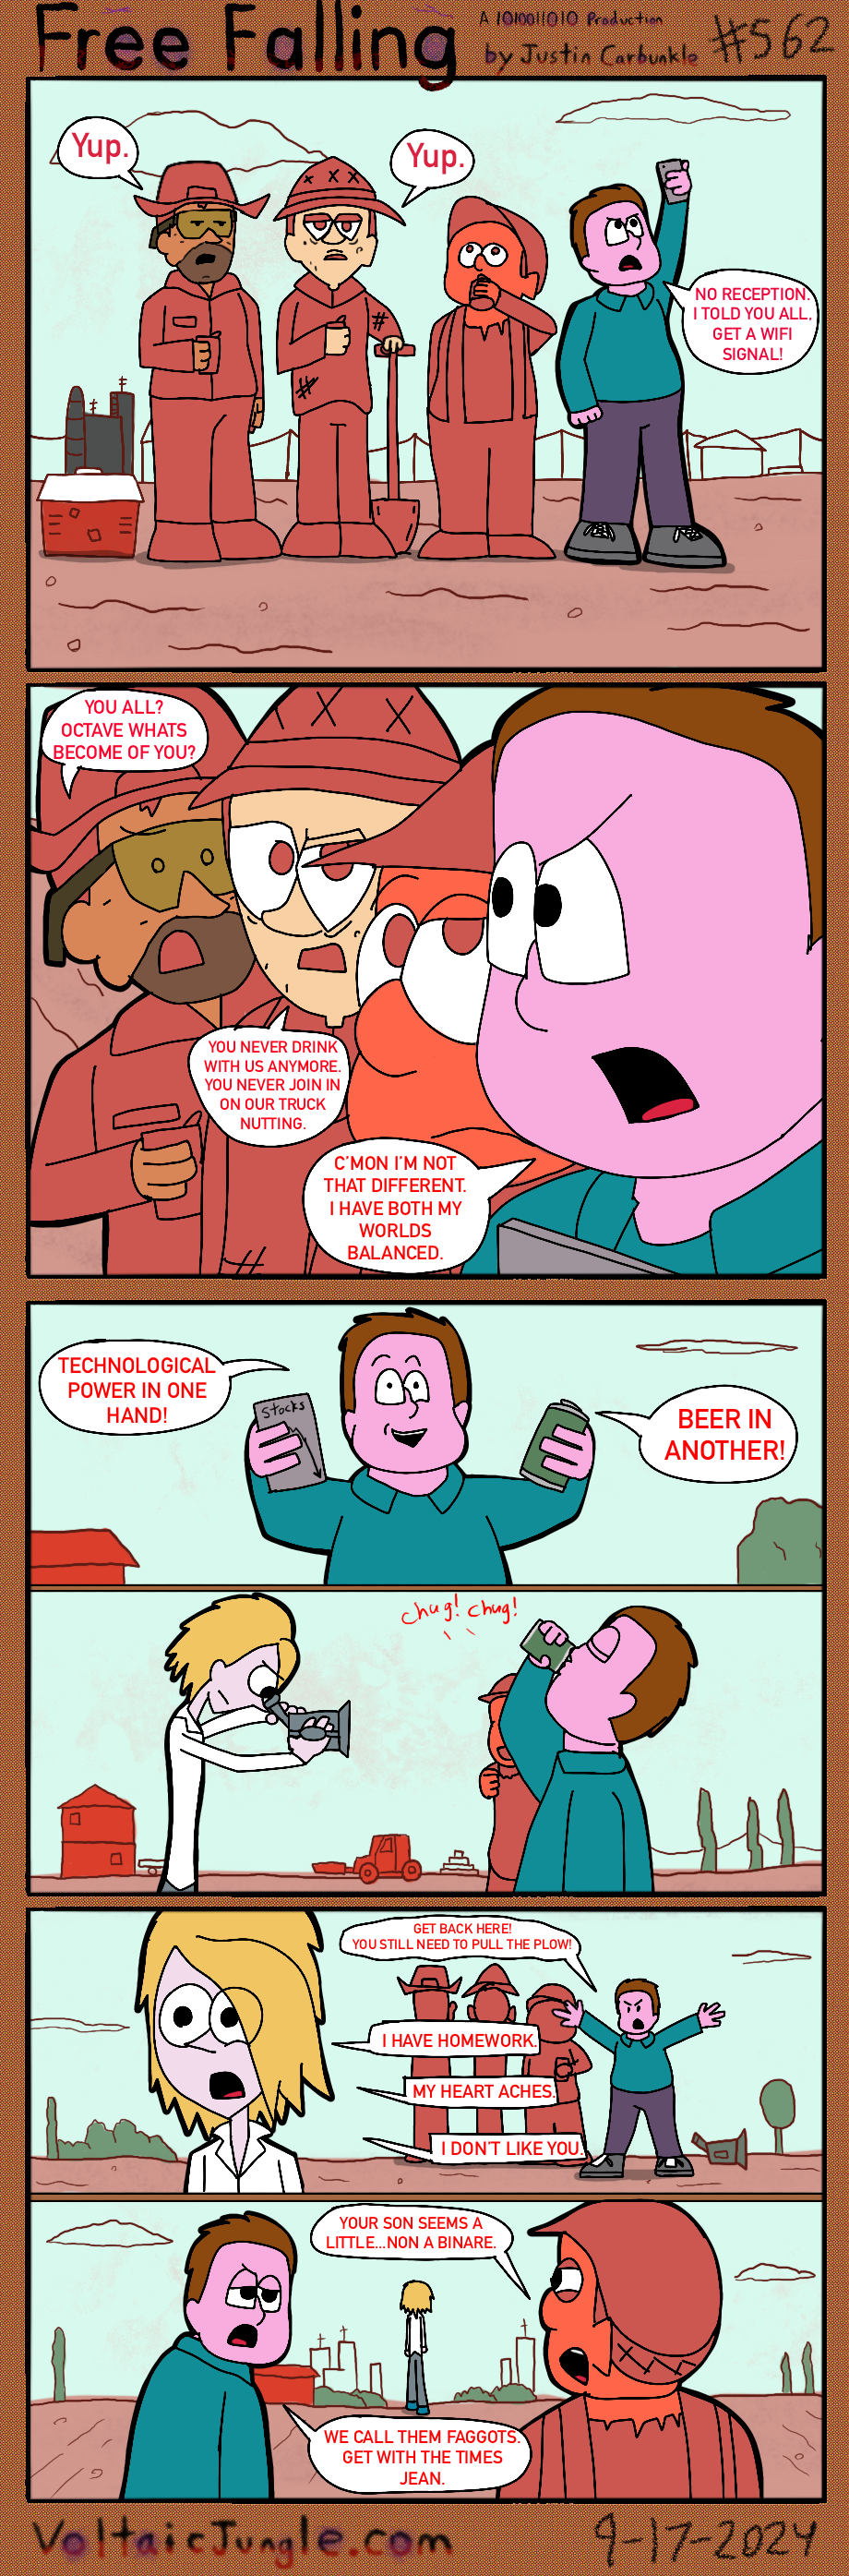 Free Falling
A 1010011010 Production
by Justin Carbunkle
#562
Yup.
Yup.
NO RECEPTION.
I TOLD YOU ALL,
GET A WIFI
SIGNAL!
YOU ALL?
OCTAVE WHATS
BECOME OF YOU?
YOU NEVER DRINK
WITH US ANYMORE.
YOU NEVER JOIN IN
ON OUR TRUCK
NUTTING.
C'MON I'M NOT
THAT DIFFERENT.
I HAVE BOTH MY
WORLDS
BALANCED.
TECHNOLOGICAL
POWER IN ONE
HAND!
Stocks
BEER IN
ANOTHER!
chug! chug!
GET BACK HERE!
YOU STILL NEED TO PULL THE PLOW!
I HAVE HOMEWORK.
MY HEART ACHES.
I DON'T LIKE YOU.
YOUR SON SEEMS A
LITTLE...NON A BINARE.
WE CALL THEM FAGGOTS.
GET WITH THE TIMES
JEAN.
VoltaicJungle.com
9-17-2024